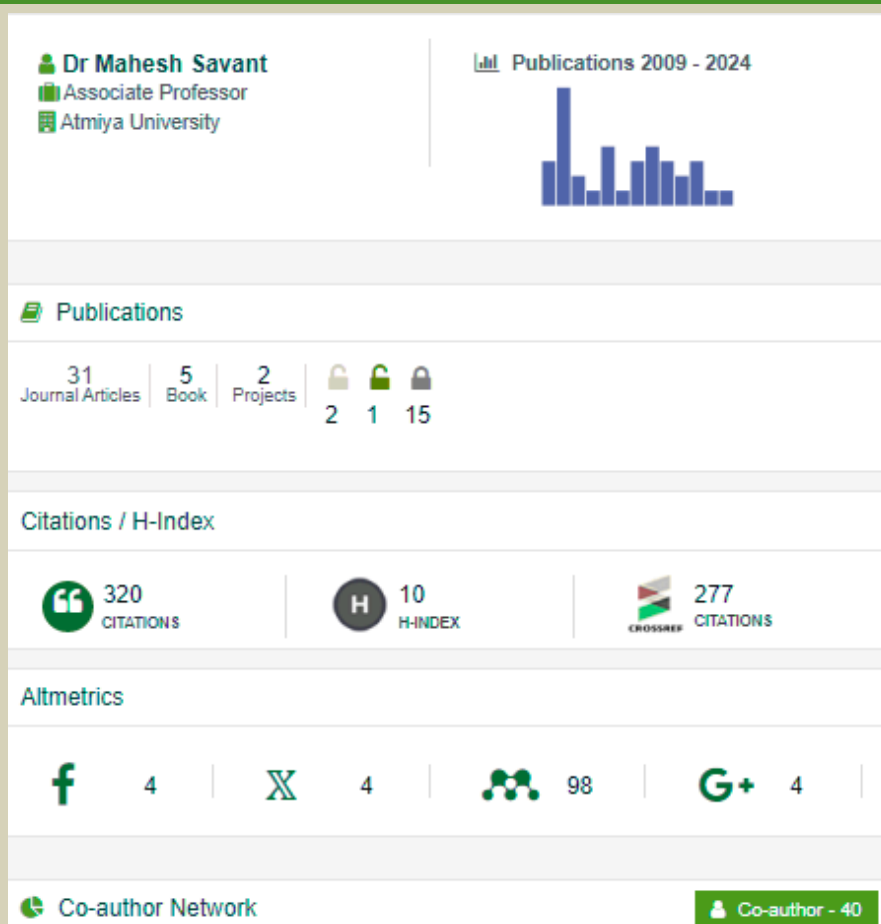 Dr Mahesh Savant
Associate Professor
Atmiya University
Publications 2009 - 2024
Publications
31
Journal Articles
5
Book
2
Projects
2 1 15
Citations / H-Index
320
CITATIONS
H
10
H-INDEX
CROSSREF
277
CITATIONS
Altmetrics
f 4 X 4 98 G+ 4
Co-author Network
Co-author - 40